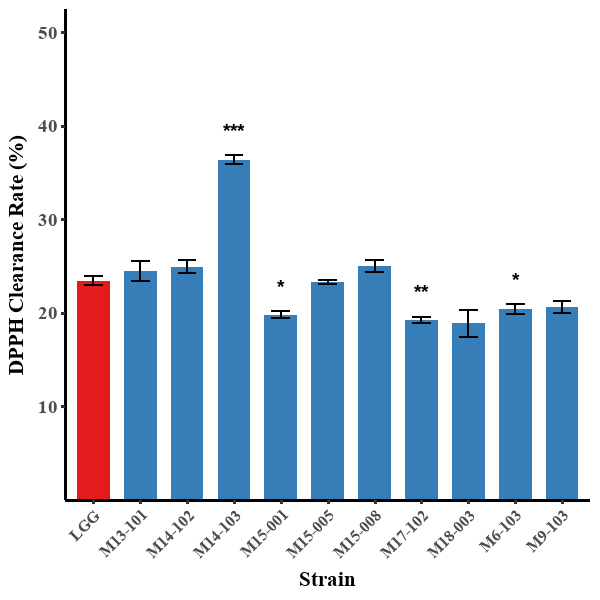 DPPH Clearance Rate (%)
50
40
30
20
10
***
*
**
*
LGG
M13-101
M14-102
M14-103
M15-001
M15-005
M15-008
M17-102
M18-003
M6-103
M9-103
Strain